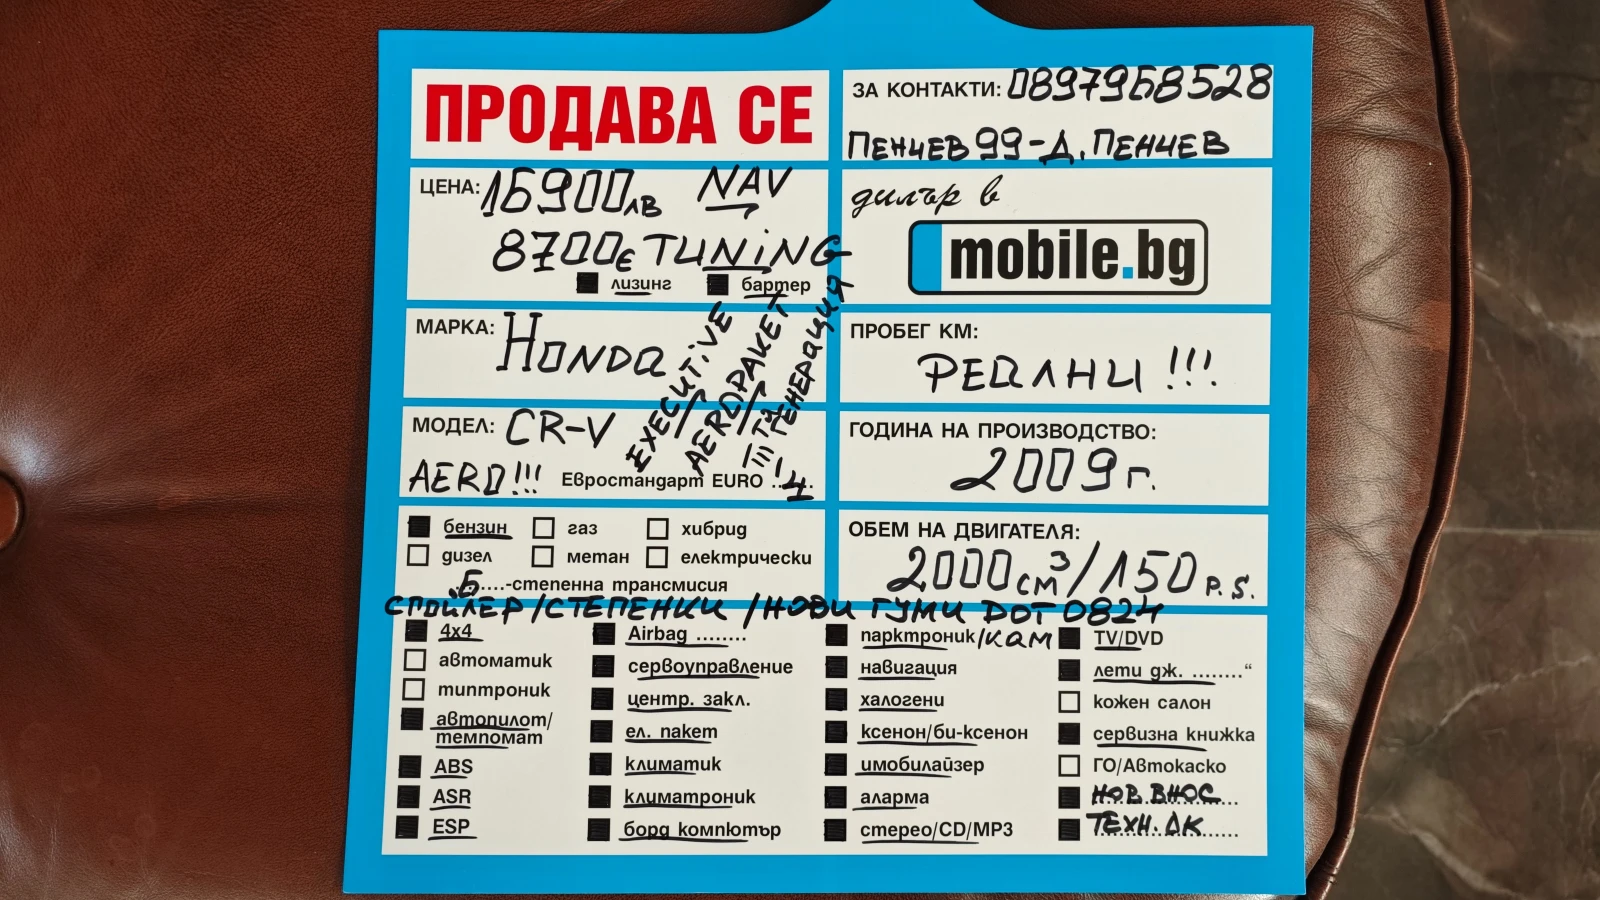 ПРОДАВА СЕ
ЗА КОНТАКТИ: 0897968528
ПЕНЧЕВ 99-Д. ПЕНЧЕВ
ЦЕНА: 16900лв NAV
8700€ TUNiNG
лизинг бартер
дилър в
mobile.bg
МАРКА: HONDA
EXECUTiVE
AEROPAKET
III ТА ГЕНЕРАЦИЯ
ПРОБЕГ КМ:
РЕАЛНИ!!!
МОДЕЛ: CR-V
AERO!!! Евростандарт EURO ..4..
ГОДИНА НА ПРОИЗВОДСТВО:
2009г.
бензин газ хибрид
дизел метан електрически
..6....-степенна трансмисия
ОБЕМ НА ДВИГАТЕЛЯ:
2000см³/150 P.S.
СПОЙЛЕР/СТЕПЕНКИ/НОВИ ГУМИ DOT 0824
4x4
автоматик
типтроник
автопилот/
темпомат
ABS
ASR
ESP
Airbag ........
сервоуправление
центр. закл.
ел. пакет
климатик
климатроник
борд компютър
парктроник/КАМ
навигация
халогени
ксенон/би-ксенон
имобилайзер
аларма
стерео/CD/MP3
TV/DVD
лети дж. ........“
кожен салон
сервизна книжка
ГО/Автокаско
НОВ ВНОС
ТЕХН. ДК